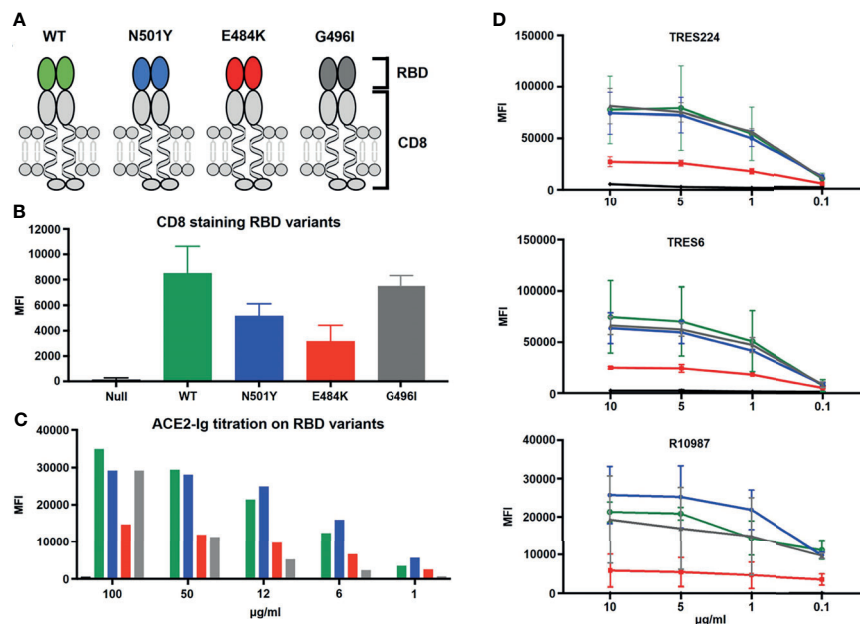 A
WT N501Y E484K G496I
RBD
CD8
B
CD8 staining RBD variants
MFI
12000
10000
8000
6000
4000
2000
0
Null WT N501Y E484K G496I
C
ACE2-Ig titration on RBD variants
MFI
40000
30000
20000
10000
0
100 50 12 6 1
µg/ml
D
TRES224
MFI
150000
100000
50000
0
10 5 1 0.1
TRES6
MFI
150000
100000
50000
0
10 5 1 0.1
R10987
MFI
40000
30000
20000
10000
0
10 5 1 0.1
µg/ml